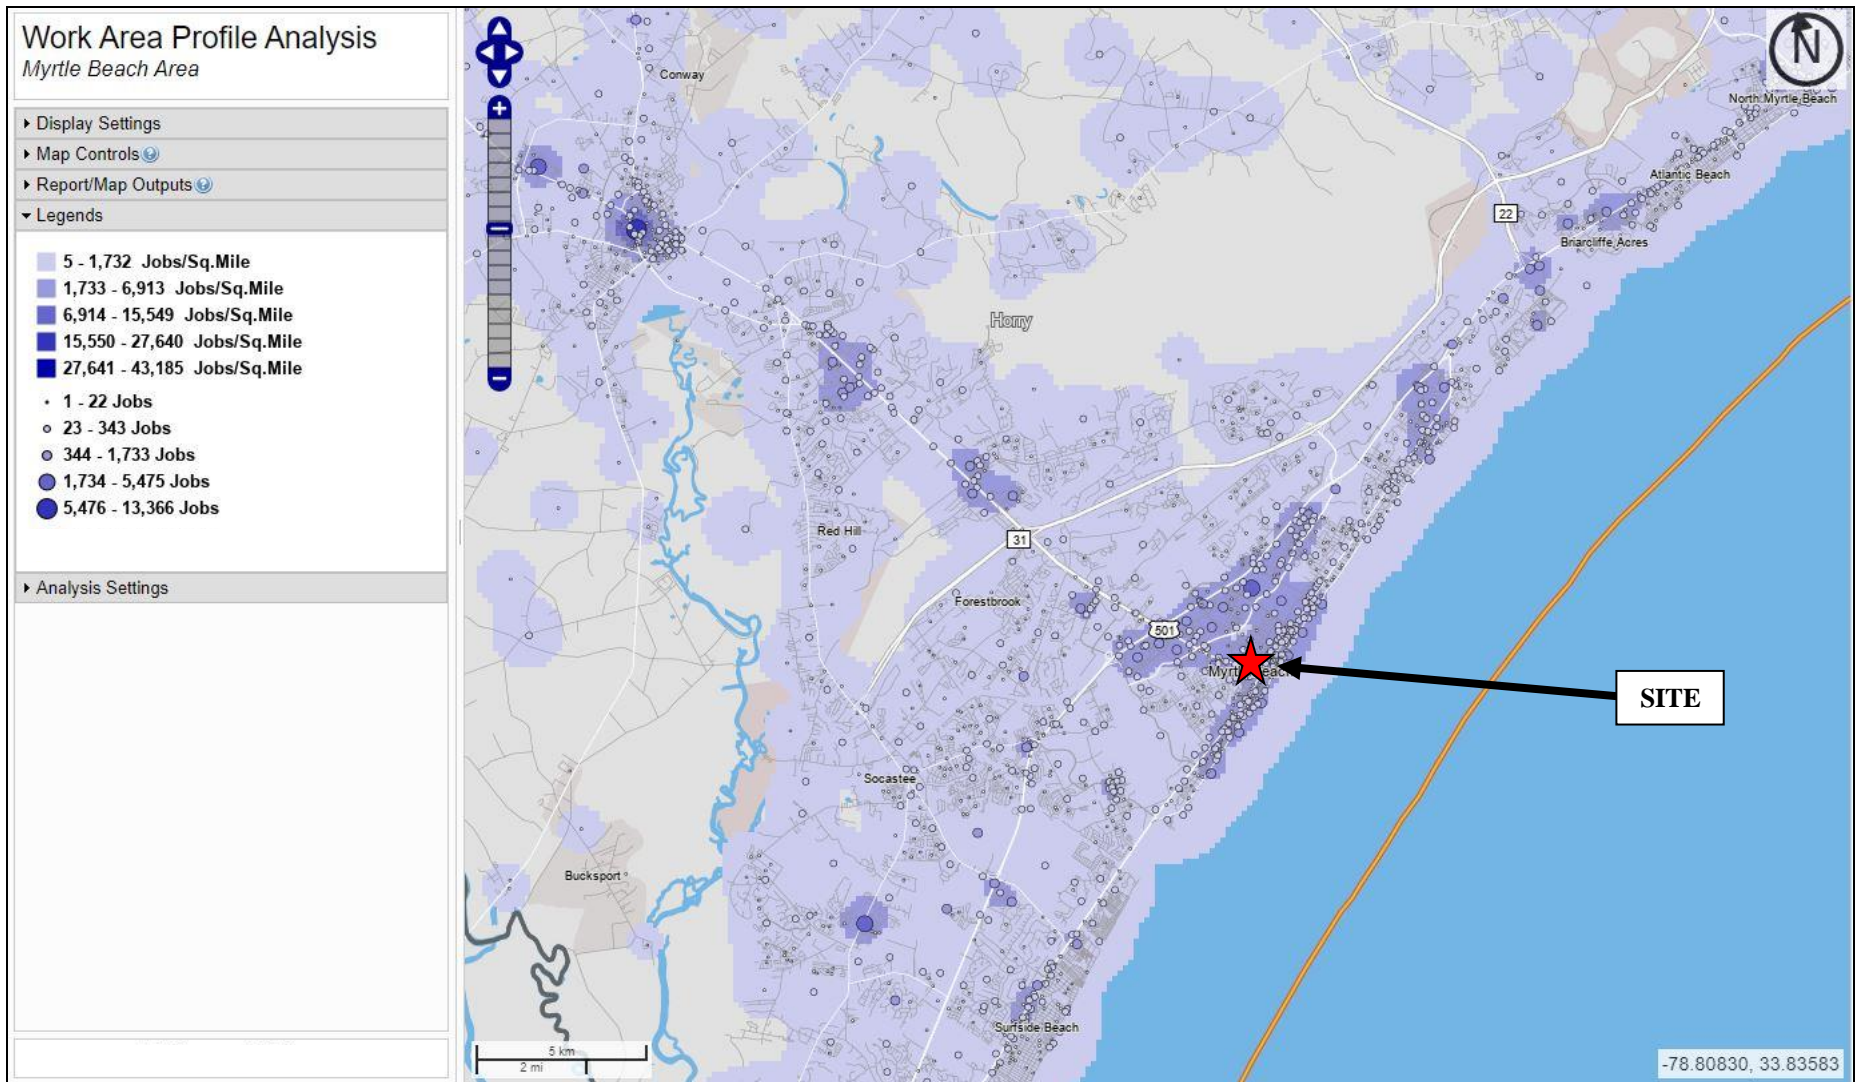 Work Area Profile Analysis
Myrtle Beach Area
Display Settings
Map Controls
Report/Map Outputs
Legends
5 - 1,732 Jobs/Sq.Mile
1,733 - 6,913 Jobs/Sq.Mile
6,914 - 15,549 Jobs/Sq.Mile
15,550 - 27,640 Jobs/Sq.Mile
27,641 - 43,185 Jobs/Sq.Mile
1 - 22 Jobs
23 - 343 Jobs
344 - 1,733 Jobs
1,734 - 5,475 Jobs
5,476 - 13,366 Jobs
Analysis Settings
N
Conway
North Myrtle Beach
Atlantic Beach
22
Briarcliffe Acres
Horry
Red Hill
31
Forestbrook
501
Myrtle Beach
SITE
Socastee
Bucksport
Surfside Beach
5 km
2 mi
-78.80830, 33.83583